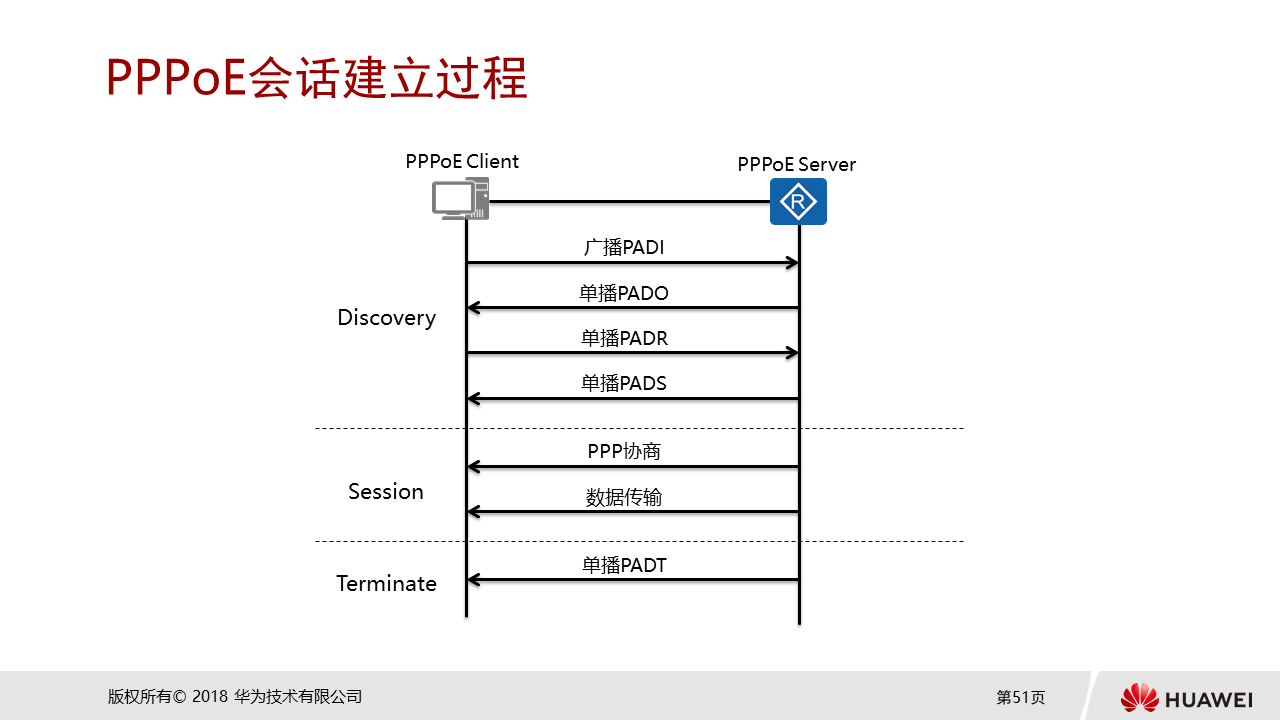 PPPoE会话建立过程
PPPoE Client
PPPoE Server
R
广播PADI
单播PADO
Discovery
单播PADR
单播PADS
PPP协商
Session
数据传输
单播PADT
Terminate
版权所有© 2018 华为技术有限公司
第51页
HUAWEI